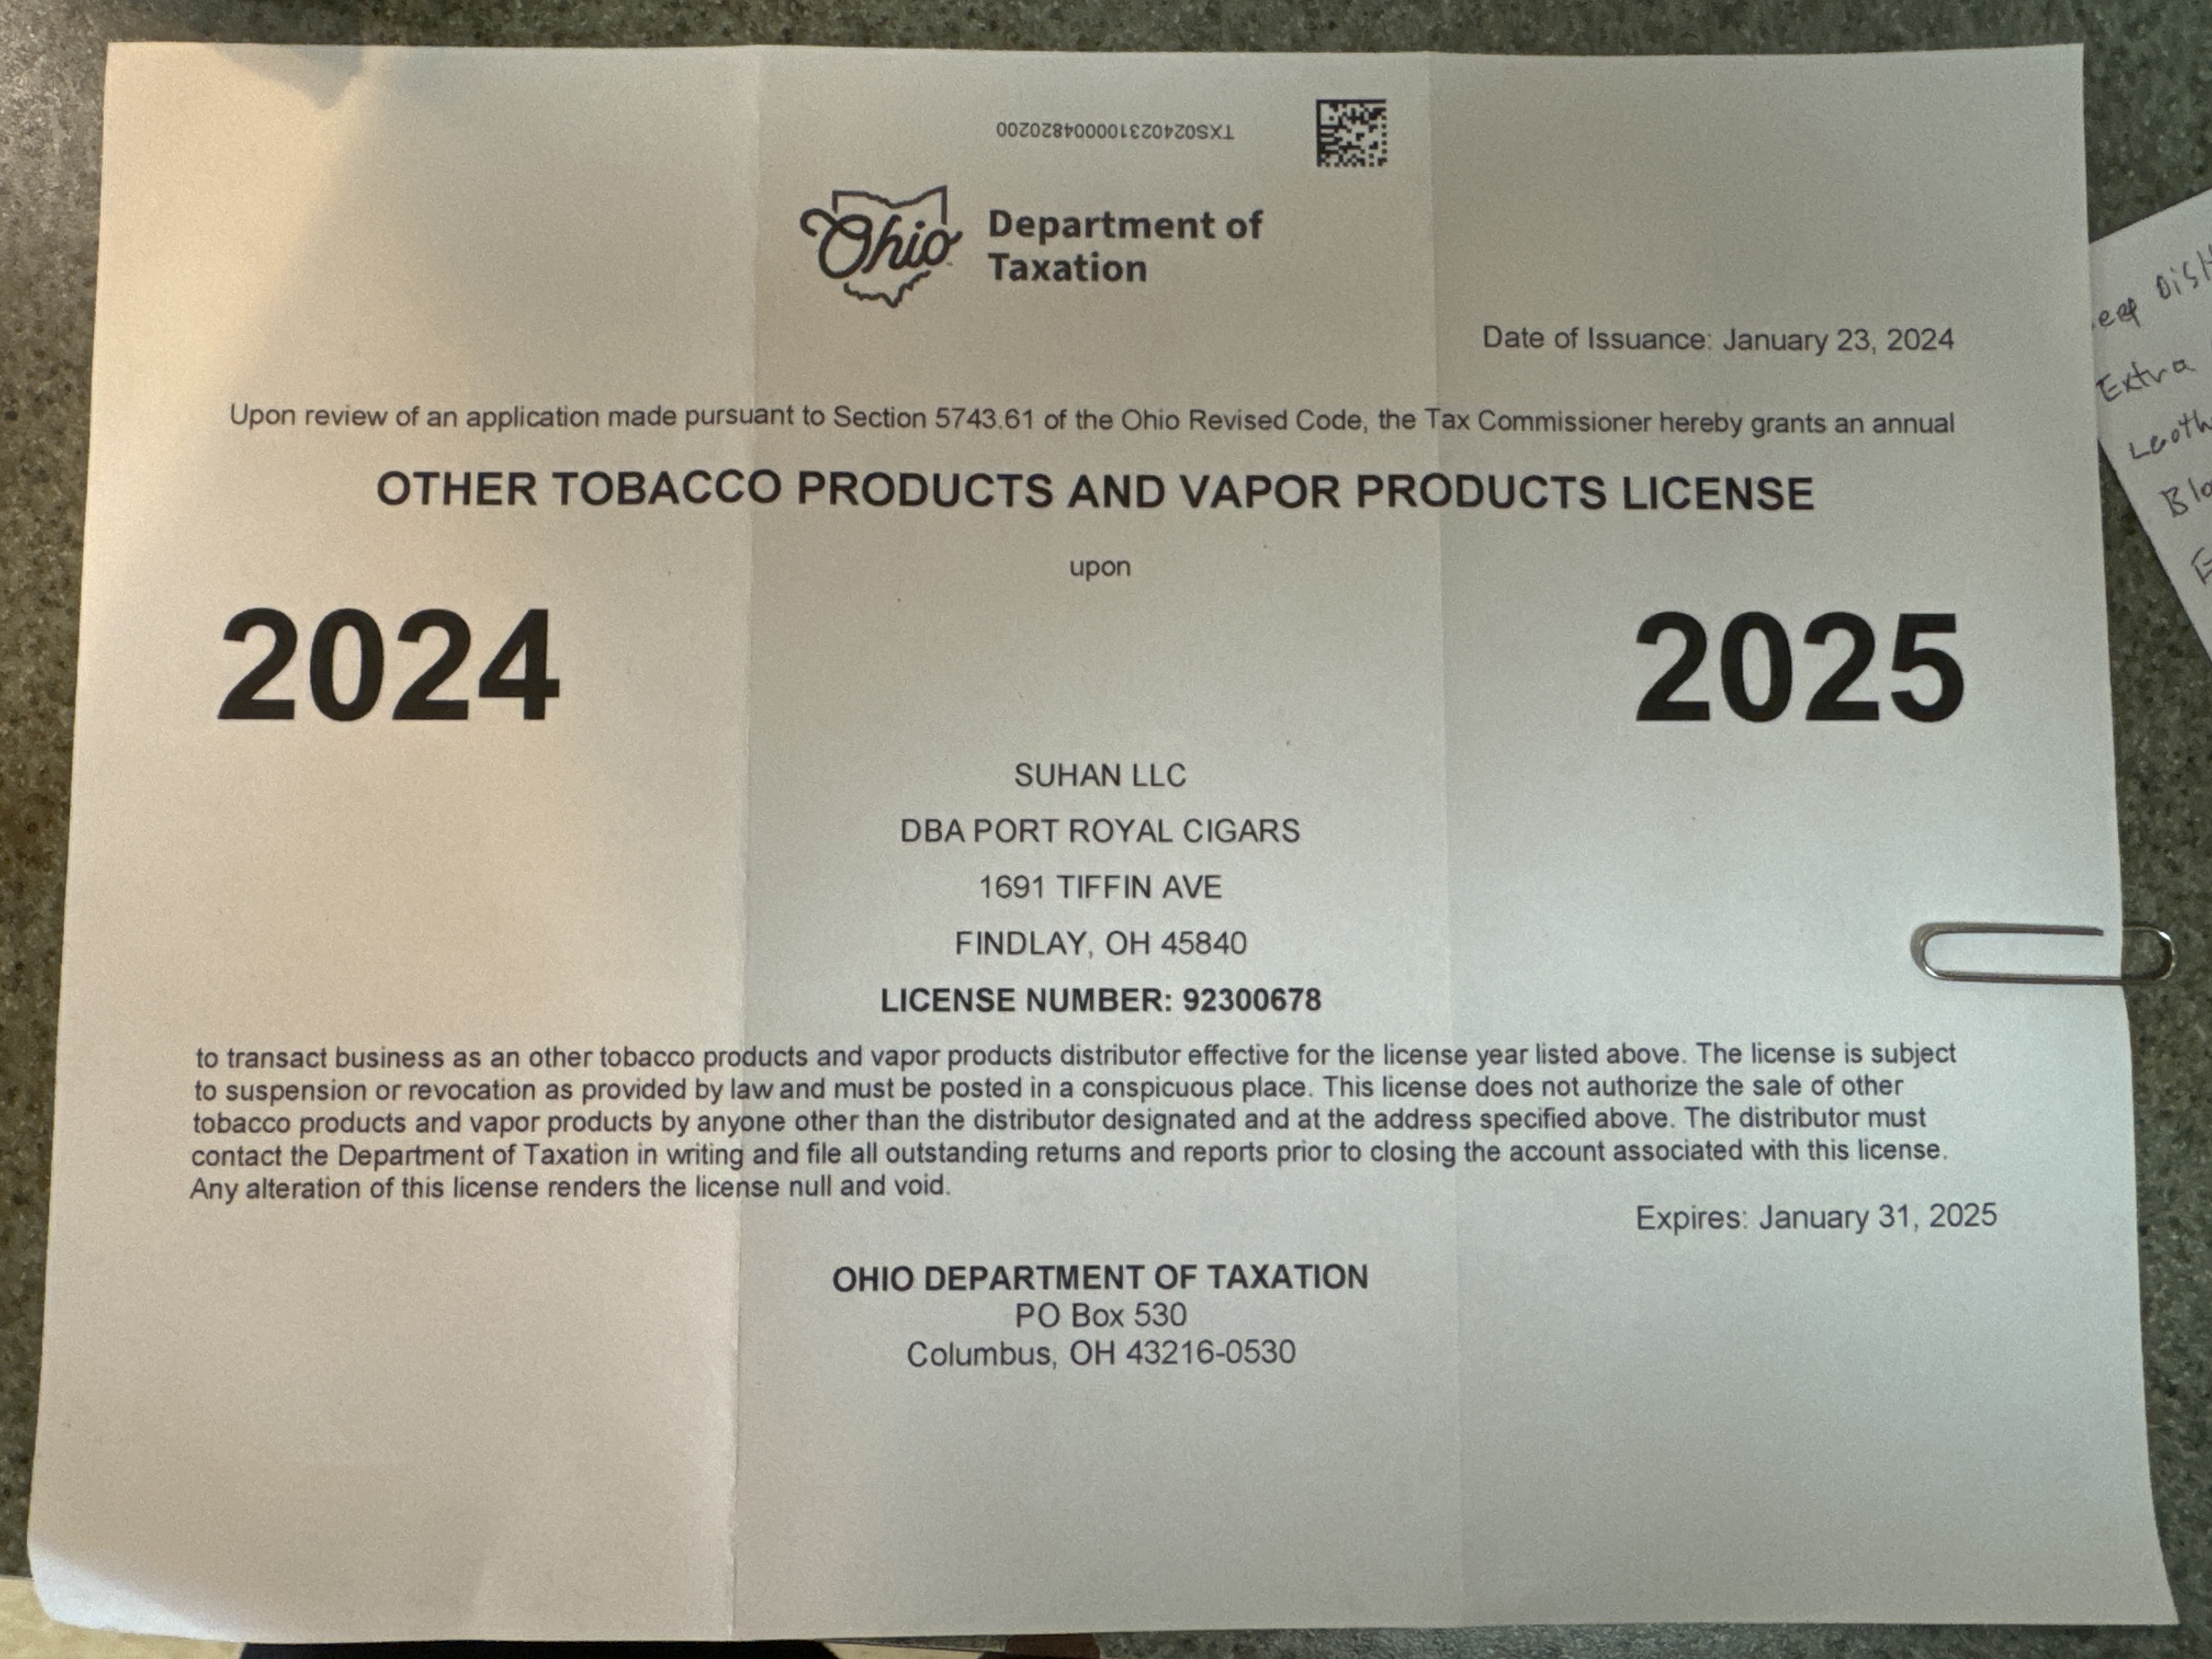 TXS024023100004820200
Ohio
Department of
Taxation
Date of Issuance: January 23, 2024
Upon review of an application made pursuant to Section 5743.61 of the Ohio Revised Code, the Tax Commissioner hereby grants an annual
OTHER TOBACCO PRODUCTS AND VAPOR PRODUCTS LICENSE
upon
2024
2025
SUHAN LLC
DBA PORT ROYAL CIGARS
1691 TIFFIN AVE
FINDLAY, OH 45840
LICENSE NUMBER: 92300678
to transact business as an other tobacco products and vapor products distributor effective for the license year listed above. The license is subject
to suspension or revocation as provided by law and must be posted in a conspicuous place. This license does not authorize the sale of other
tobacco products and vapor products by anyone other than the distributor designated and at the address specified above. The distributor must
contact the Department of Taxation in writing and file all outstanding returns and reports prior to closing the account associated with this license.
Any alteration of this license renders the license null and void.
Expires: January 31, 2025
OHIO DEPARTMENT OF TAXATION
PO Box 530
Columbus, OH 43216-0530
Extra